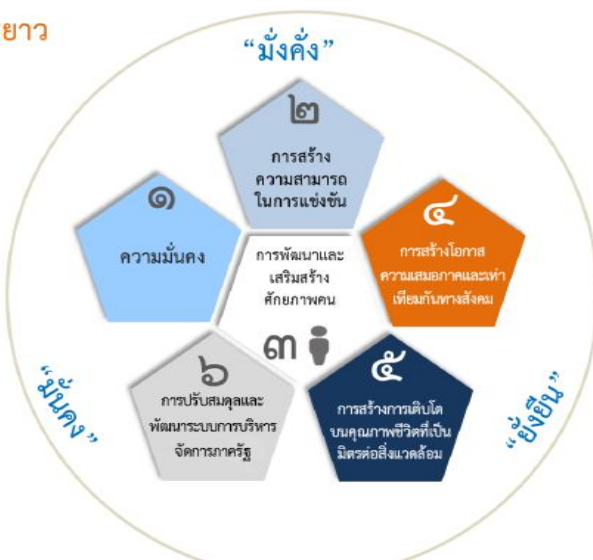 ยาว
“มั่งคั่ง”
๒
การสร้าง
ความสามารถ
ในการแข่งขัน
๑
ความมั่นคง
การพัฒนาและ
เสริมสร้าง
ศักยภาพคน
๓
๔
การสร้างโอกาส
ความเสมอภาคและเท่า
เทียมกันทางสังคม
๖
การปรับสมดุลและ
พัฒนาระบบการบริหาร
จัดการภาครัฐ
๕
การสร้างการเติบโต
บนคุณภาพชีวิตที่เป็น
มิตรต่อสิ่งแวดล้อม
“มั่นคง”
“ยั่งยืน”